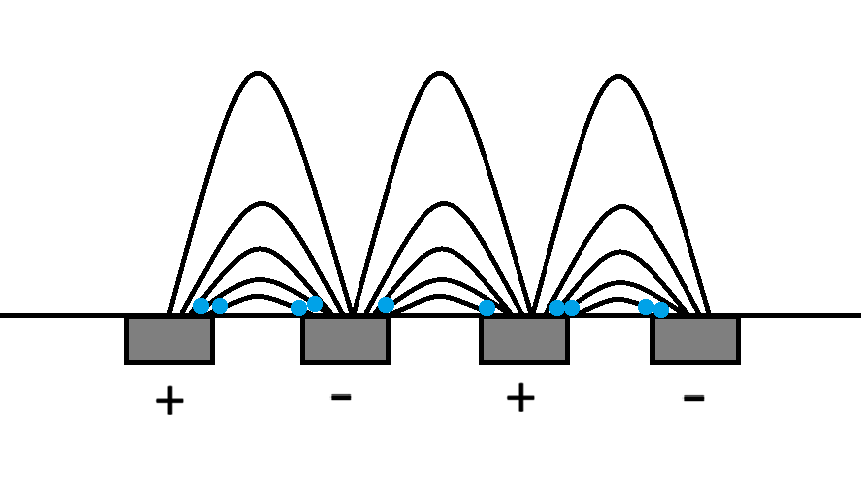 + - + -